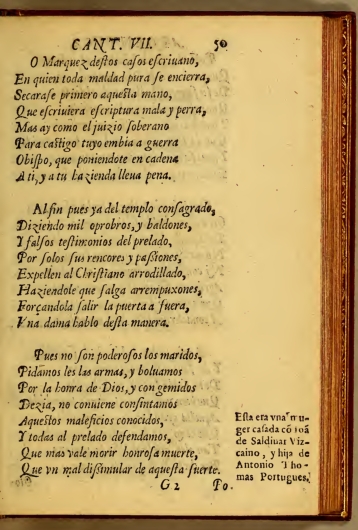 CANT. VII. 50
O Marquez destos casos escriuano,
En quien toda maldad pura se encierra,
Secarase primero aquesta mano,
Que escriuiera escriptura mala y perra,
Mas ay como el juizio soberano
Para castigo tuyo embia a guerra
Obispo, que poniendote en cadena
A ti, y a tu hazienda lleua pena.
Al fin pues ya del templo consagrado,
Diziendo mil oprobros, y baldones,
Y falsos testimonios del prelado,
Por solos sus rencores y passiones,
Expellen al Christiano arrodillado,
Haziendole que salga arrempuxones,
Forçandola salir la puerta a fuera,
Vna dama hablo desta manera.
Pues no son poderosos los maridos,
Pidamos les las armas, y boluamos
Por la honra de Dios, y con gemidos
Dezia, no conuiene consintamos
Aquestos maleficios conocidos,
Y todas al prelado defendamos,
Que mas vale morir honrosa muerte,
Que vn mal dissimular de aquesta suerte.
Esta era vna mu-
ger casada cō Ioā
de Saldiuar Viz-
caino, y hija de
Antonio Tho-
mas Portugues.
G 2 Po.